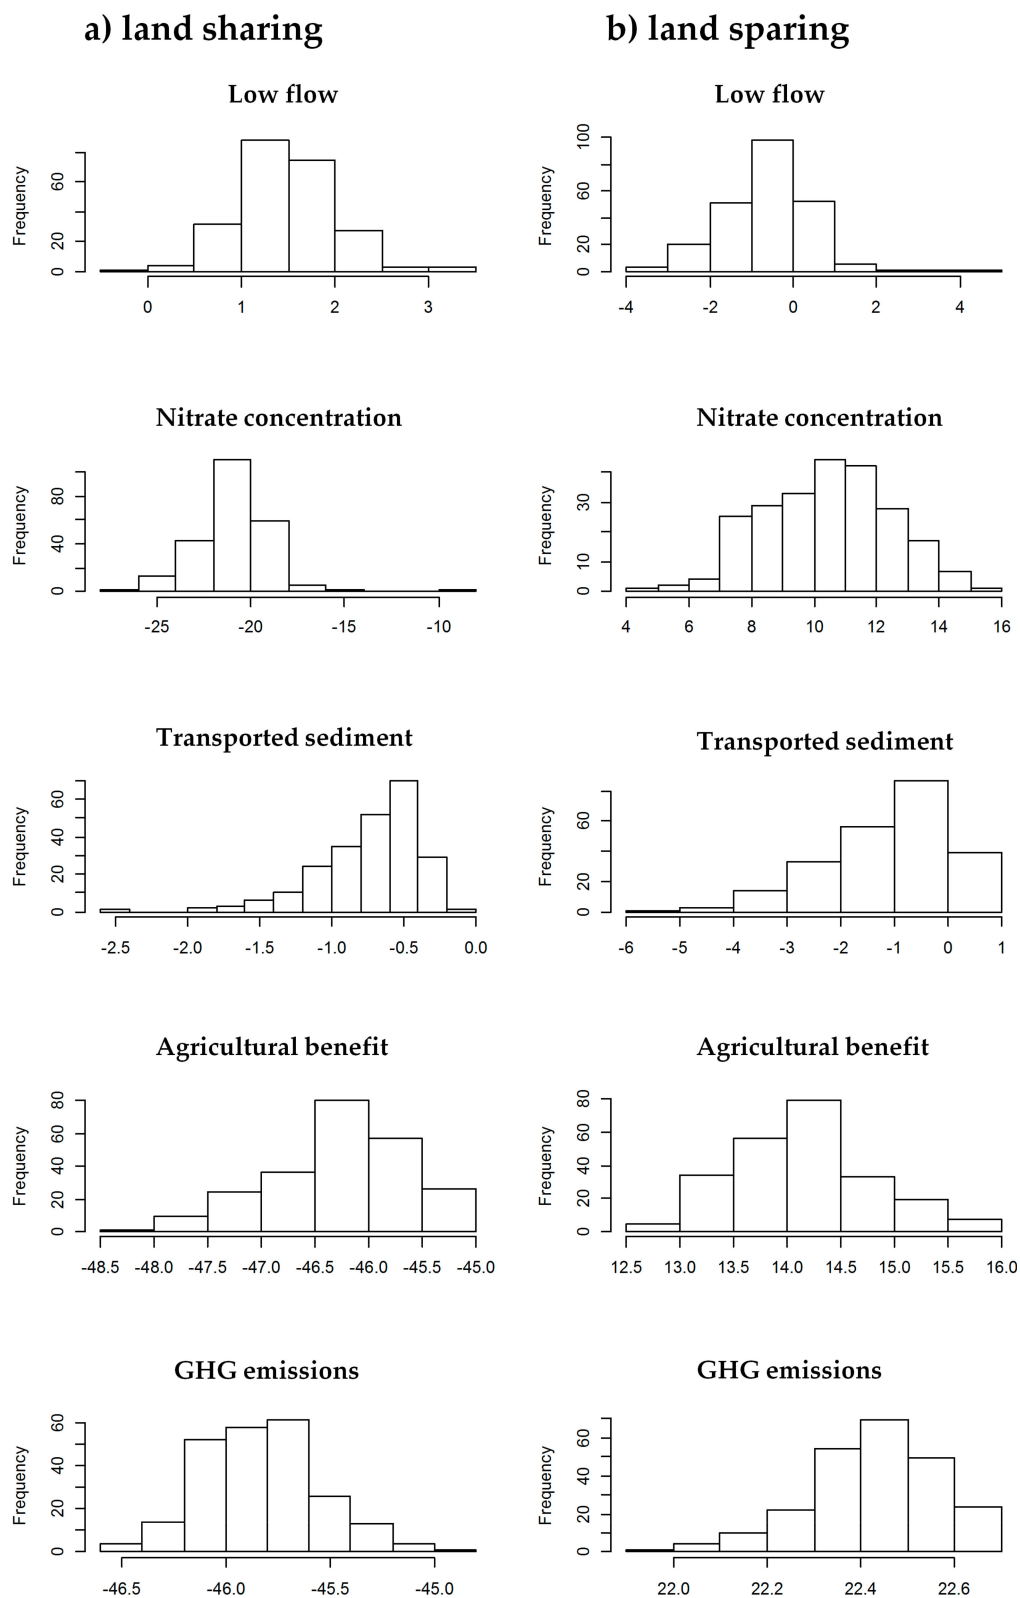 a) land sharing
b) land sparing
Low flow
Low flow
Frequency
0 20 60
0 1 2 3
Frequency
0 20 60 100
-4 -2 0 2 4
Nitrate concentration
Nitrate concentration
Frequency
0 40 80
-25 -20 -15 -10
Frequency
0 10 30
4 6 8 10 12 14 16
Transported sediment
Transported sediment
Frequency
0 20 40 60
-2.5 -2.0 -1.5 -1.0 -0.5 0.0
Frequency
0 20 60
-6 -5 -4 -3 -2 -1 0 1
Agricultural benefit
Agricultural benefit
Frequency
0 20 40 60 80
-48.5 -48.0 -47.5 -47.0 -46.5 -46.0 -45.5 -45.0
Frequency
0 20 40 60 80
12.5 13.0 13.5 14.0 14.5 15.0 15.5 16.0
GHG emissions
GHG emissions
Frequency
0 20 40 60
-46.5 -46.0 -45.5 -45.0
Frequency
0 20 40 60
22.0 22.2 22.4 22.6